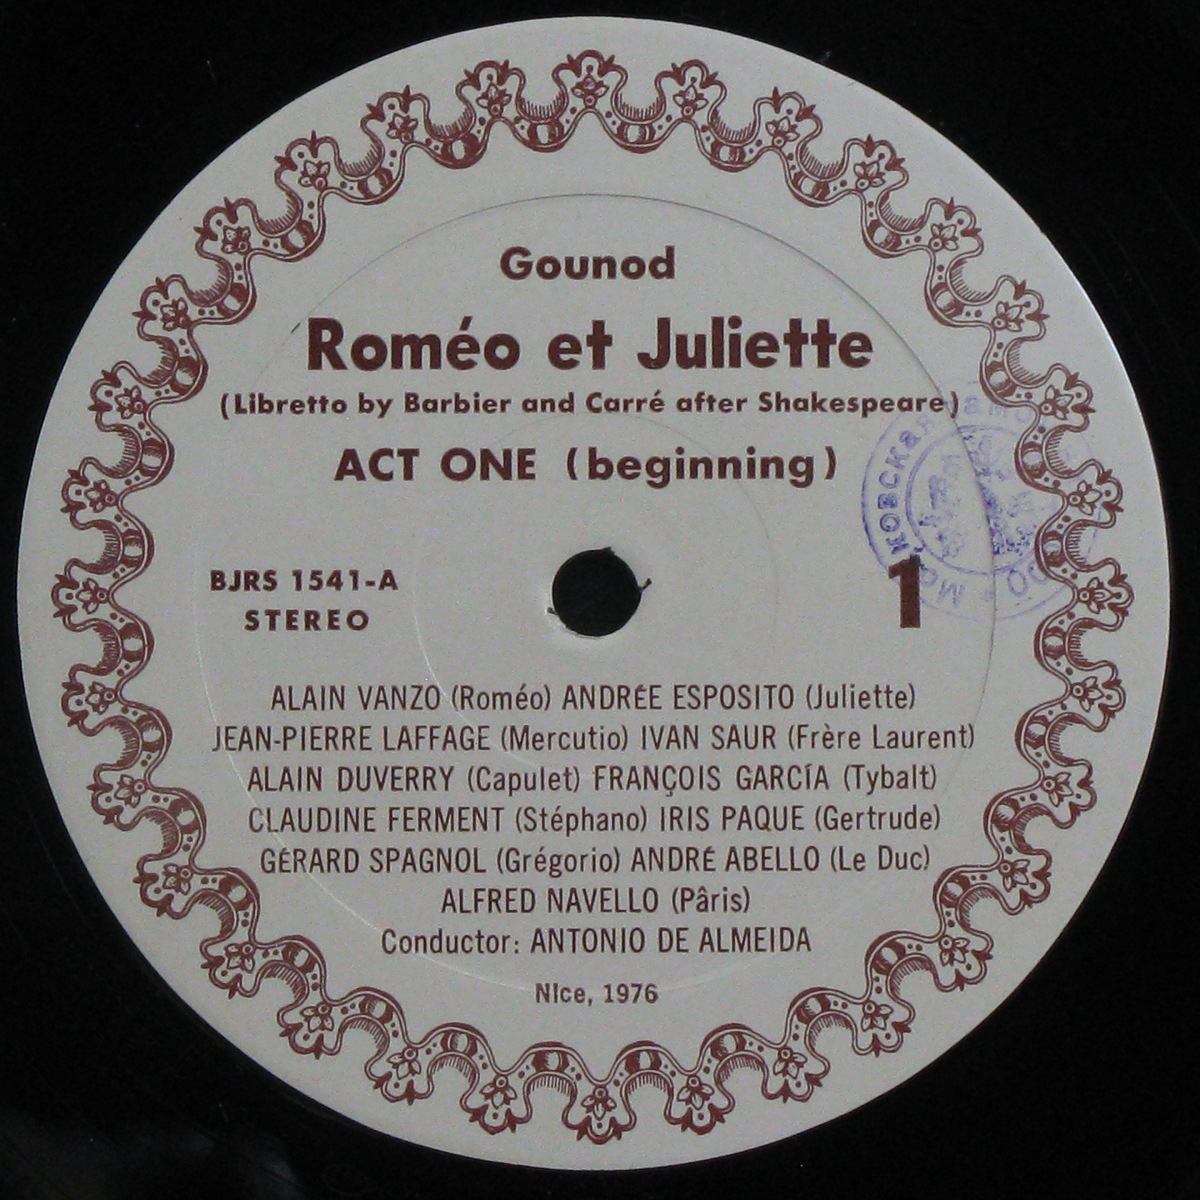 Gounod
Roméo et Juliette
(Libretto by Barbier and Carré after Shakespeare)
ACT ONE (beginning)
BJRS 1541-A
STEREO
1
ALAIN VANZO (Roméo) ANDRÉE ESPOSITO (Juliette)
JEAN-PIERRE LAFFAGE (Mercutio) IVAN SAUR (Frère Laurent)
ALAIN DUVERRY (Capulet) FRANÇOIS GARCÍA (Tybalt)
CLAUDINE FERMENT (Stéphano) IRIS PAQUE (Gertrude)
GÉRARD SPAGNOL (Grégorio) ANDRÉ ABELLO (Le Duc)
ALFRED NAVELLO (Pâris)
Conductor: ANTONIO DE ALMEIDA
NIce, 1976
Московская